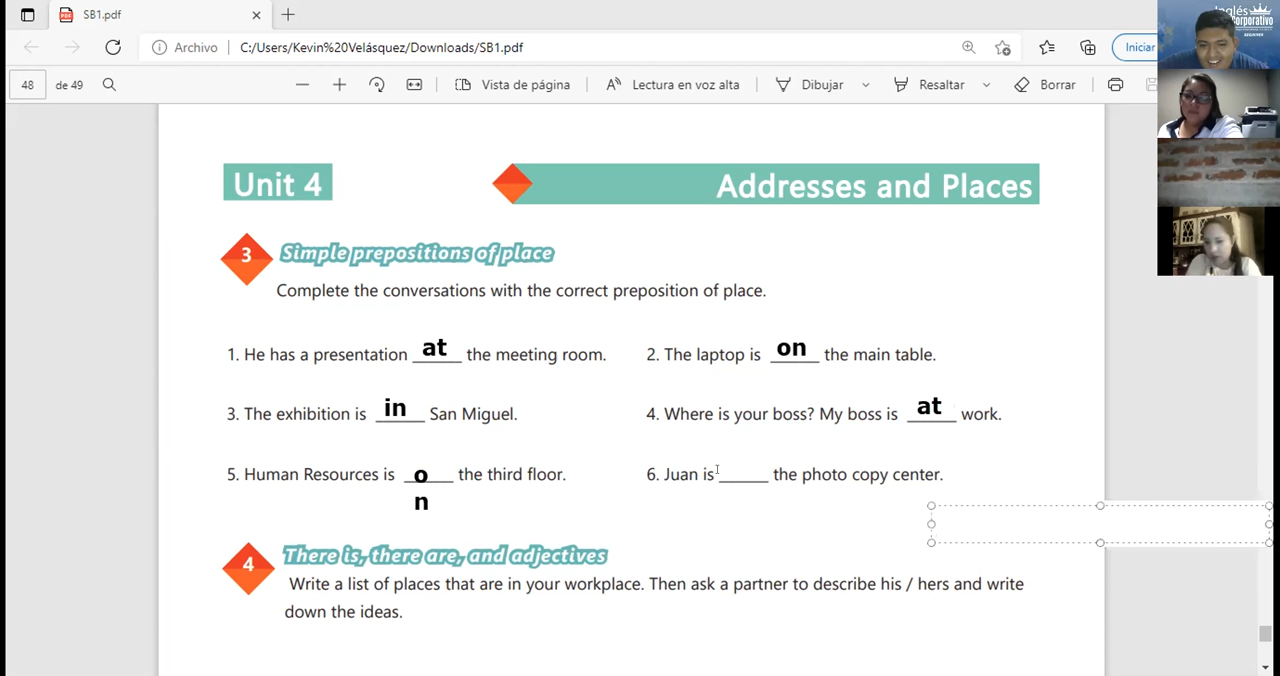 SB1.pdf
Archivo C:/Users/Kevin%20Velásquez/Downloads/SB1.pdf
Iniciar
48 de 49
Vista de página
Lectura en voz alta
Dibujar
Resaltar
Borrar
Inglés
Corporativo
Unit 4
Addresses and Places
3 Simple prepositions of place
Complete the conversations with the correct preposition of place.
1. He has a presentation at the meeting room.
2. The laptop is on the main table.
3. The exhibition is in San Miguel.
4. Where is your boss? My boss is at work.
5. Human Resources is o the third floor.
n
6. Juan is _____ the photo copy center.
4 There is, there are, and adjectives
Write a list of places that are in your workplace. Then ask a partner to describe his / hers and write
down the ideas.